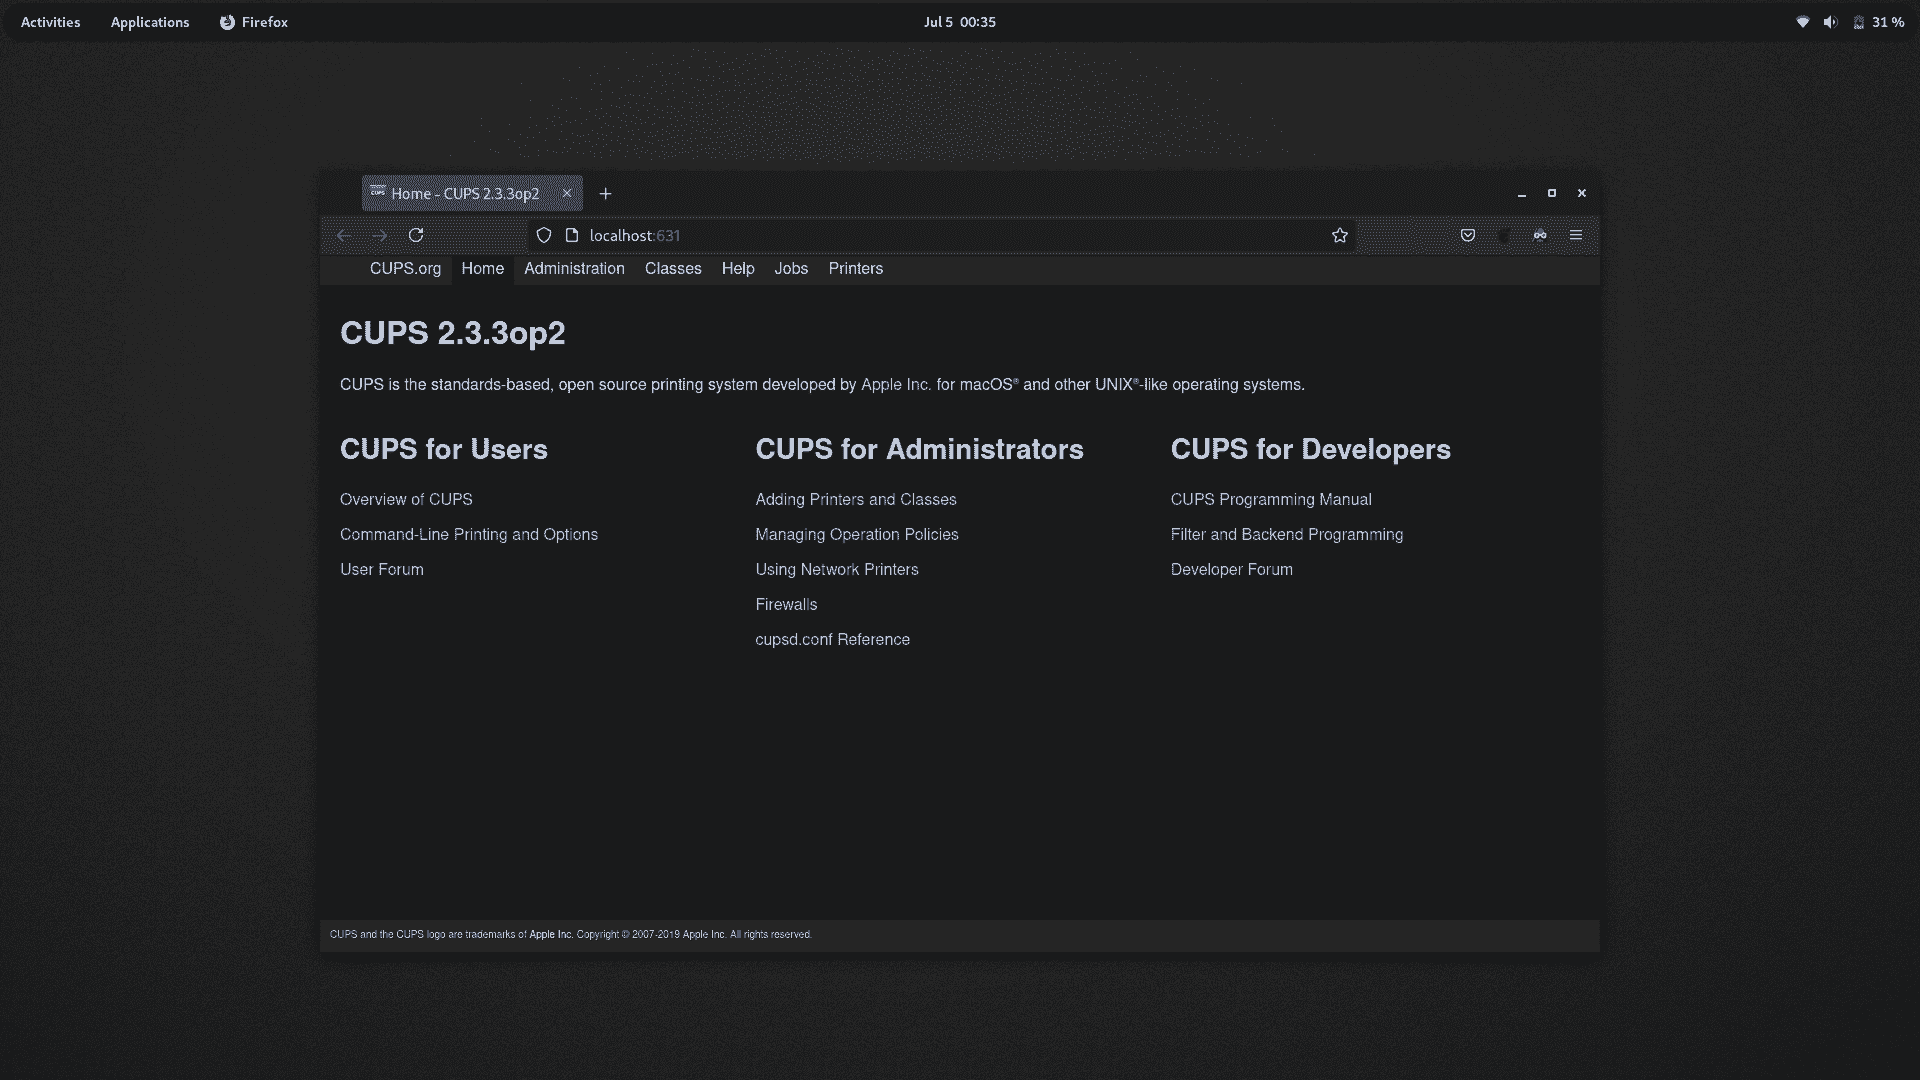 Activities Applications Firefox Jul 5 00:35 31 %
CUPS Home - CUPS 2.3.3op2
localhost:631
CUPS.org Home Administration Classes Help Jobs Printers
CUPS 2.3.3op2
CUPS is the standards-based, open source printing system developed by Apple Inc. for macOS® and other UNIX®-like operating systems.
CUPS for Users
Overview of CUPS
Command-Line Printing and Options
User Forum
CUPS for Administrators
Adding Printers and Classes
Managing Operation Policies
Using Network Printers
Firewalls
cupsd.conf Reference
CUPS for Developers
CUPS Programming Manual
Filter and Backend Programming
Developer Forum
CUPS and the CUPS logo are trademarks of Apple Inc. Copyright © 2007-2019 Apple Inc. All rights reserved.